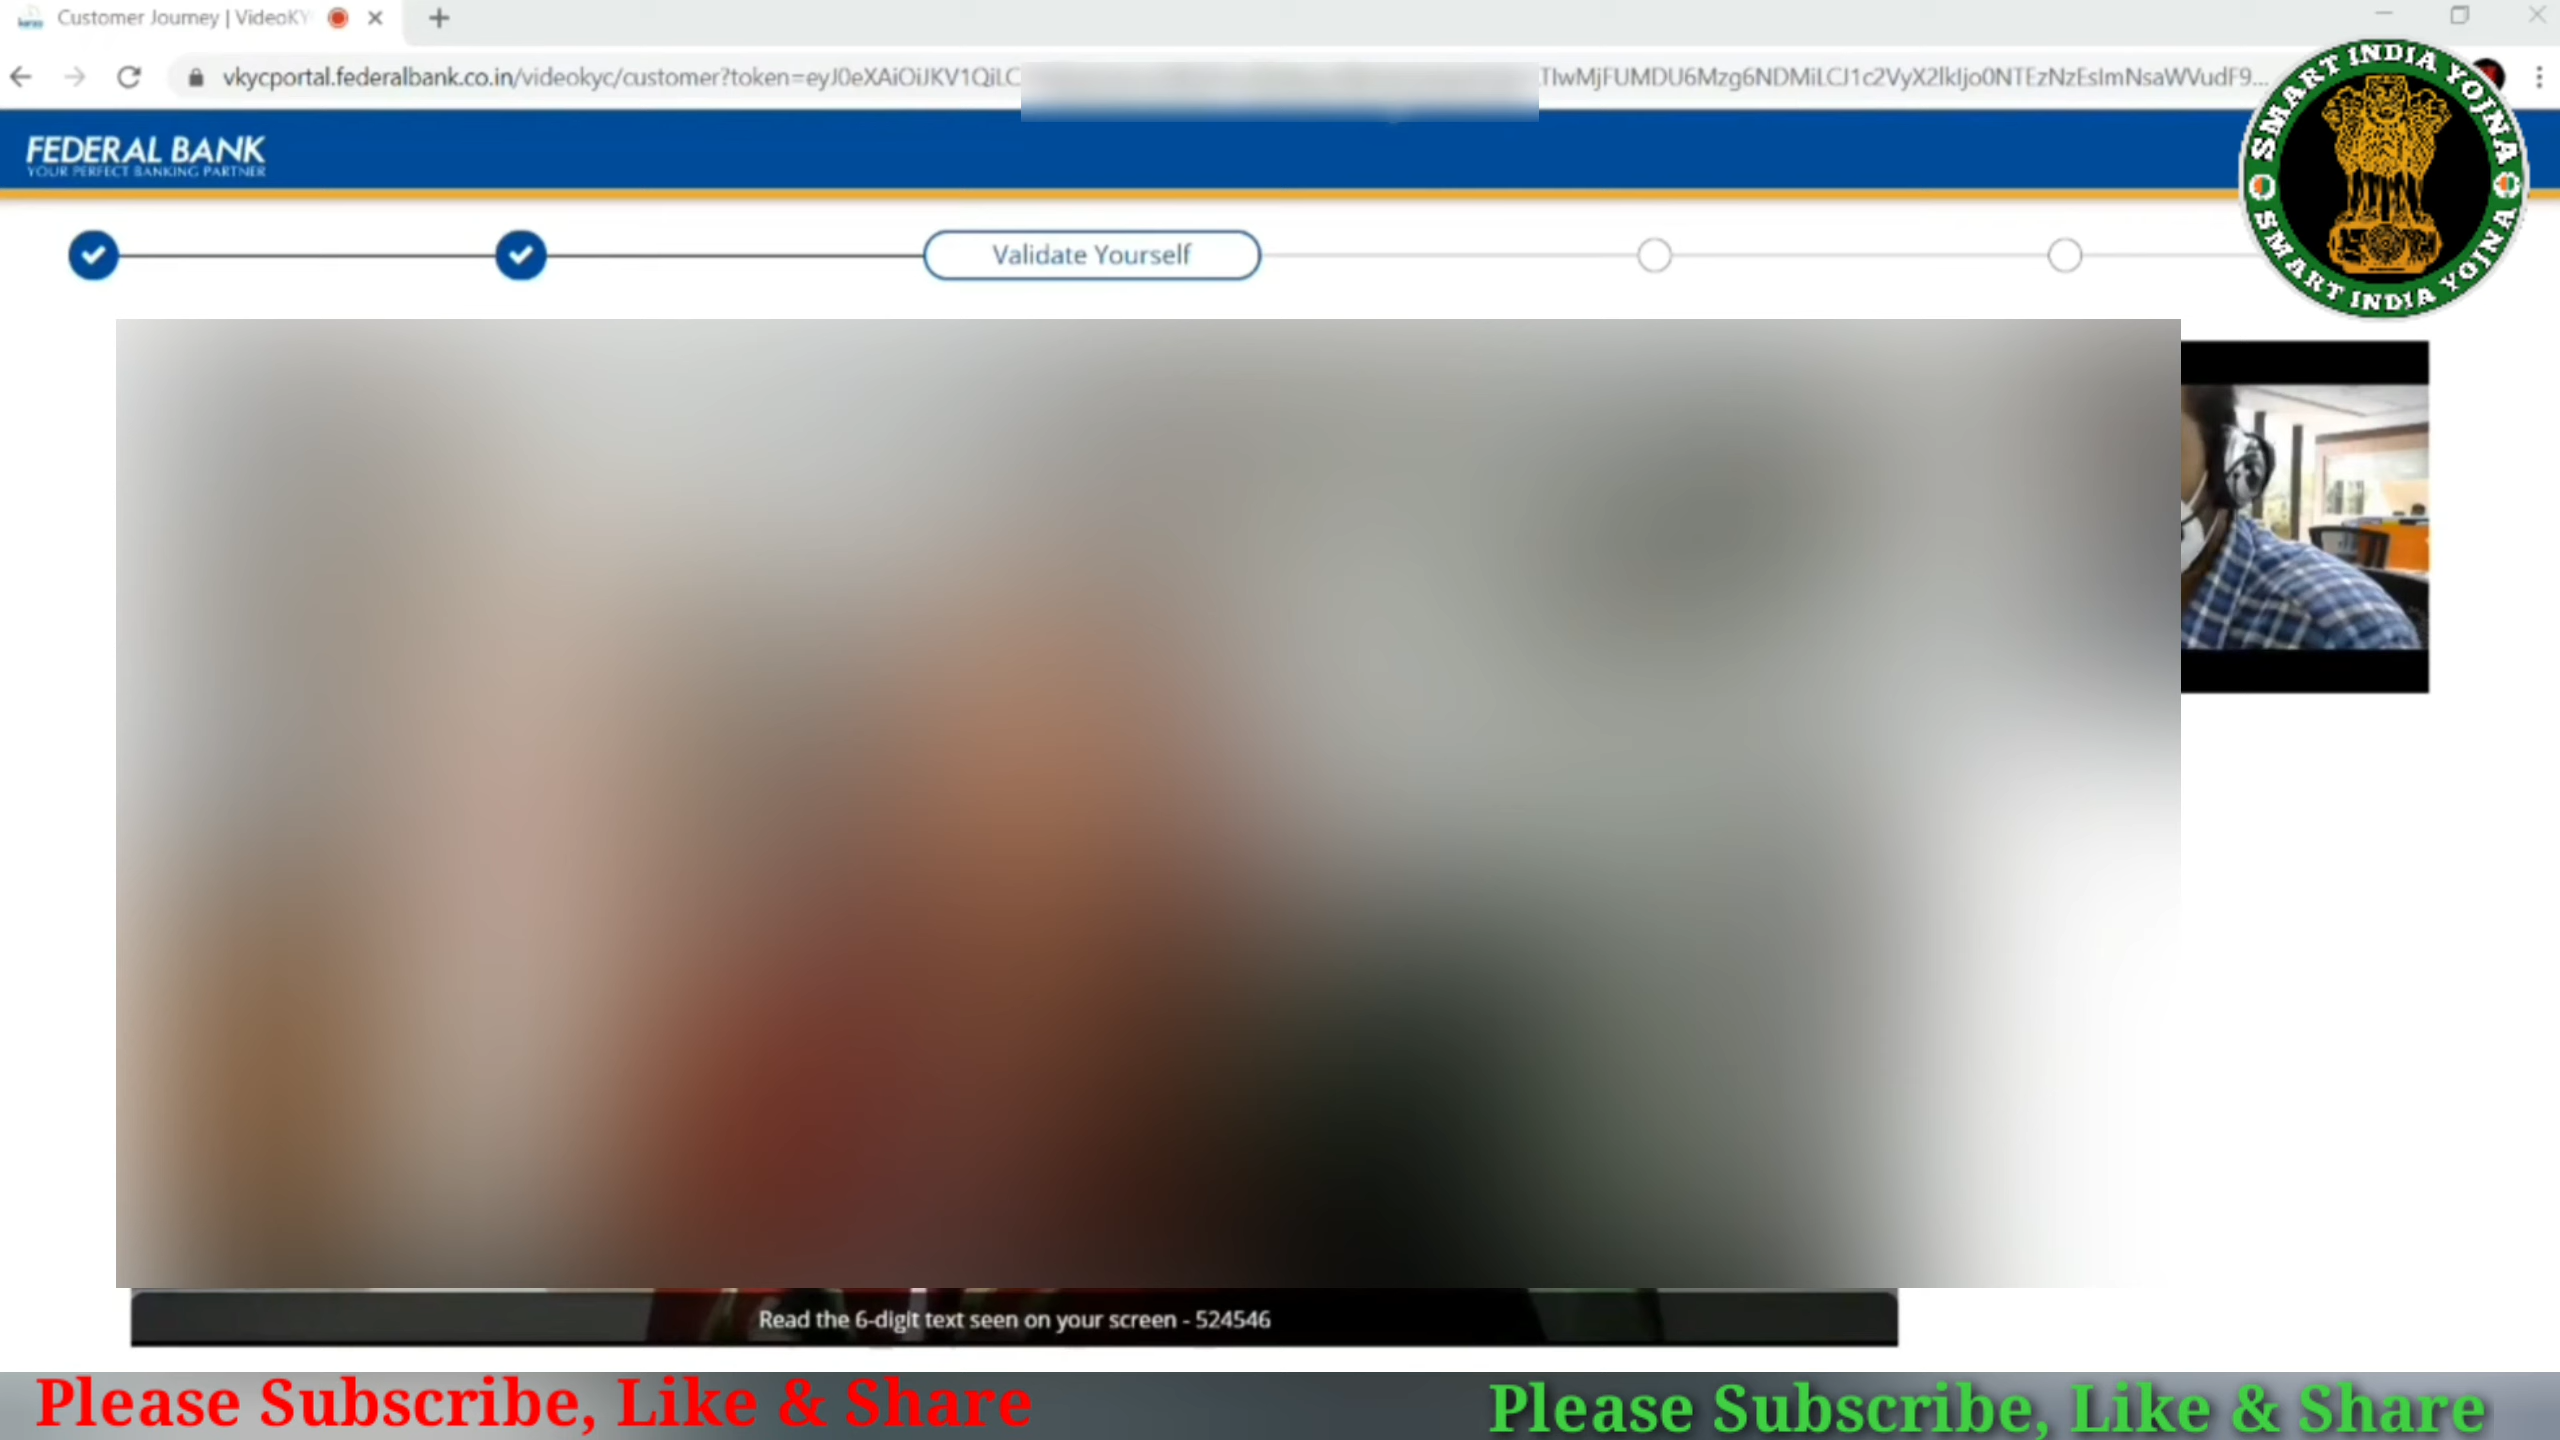 Customer Journey | VideoKY
vkycportal.federalbank.co.in/videokyc/customer?token=eyJ0eXAiOiJKV1QiLC
TIwMjFUMDU6Mzg6NDMiLCJ1c2VyX2lkIjo0NTEzNzEsImNsaWVudF9...
SMART INDIA YOJNA
SMART INDIA YOJNA
FEDERAL BANK
YOUR PERFECT BANKING PARTNER
Validate Yourself
Read the 6-digit text seen on your screen - 524546
Please Subscribe, Like & Share
Please Subscribe, Like & Share